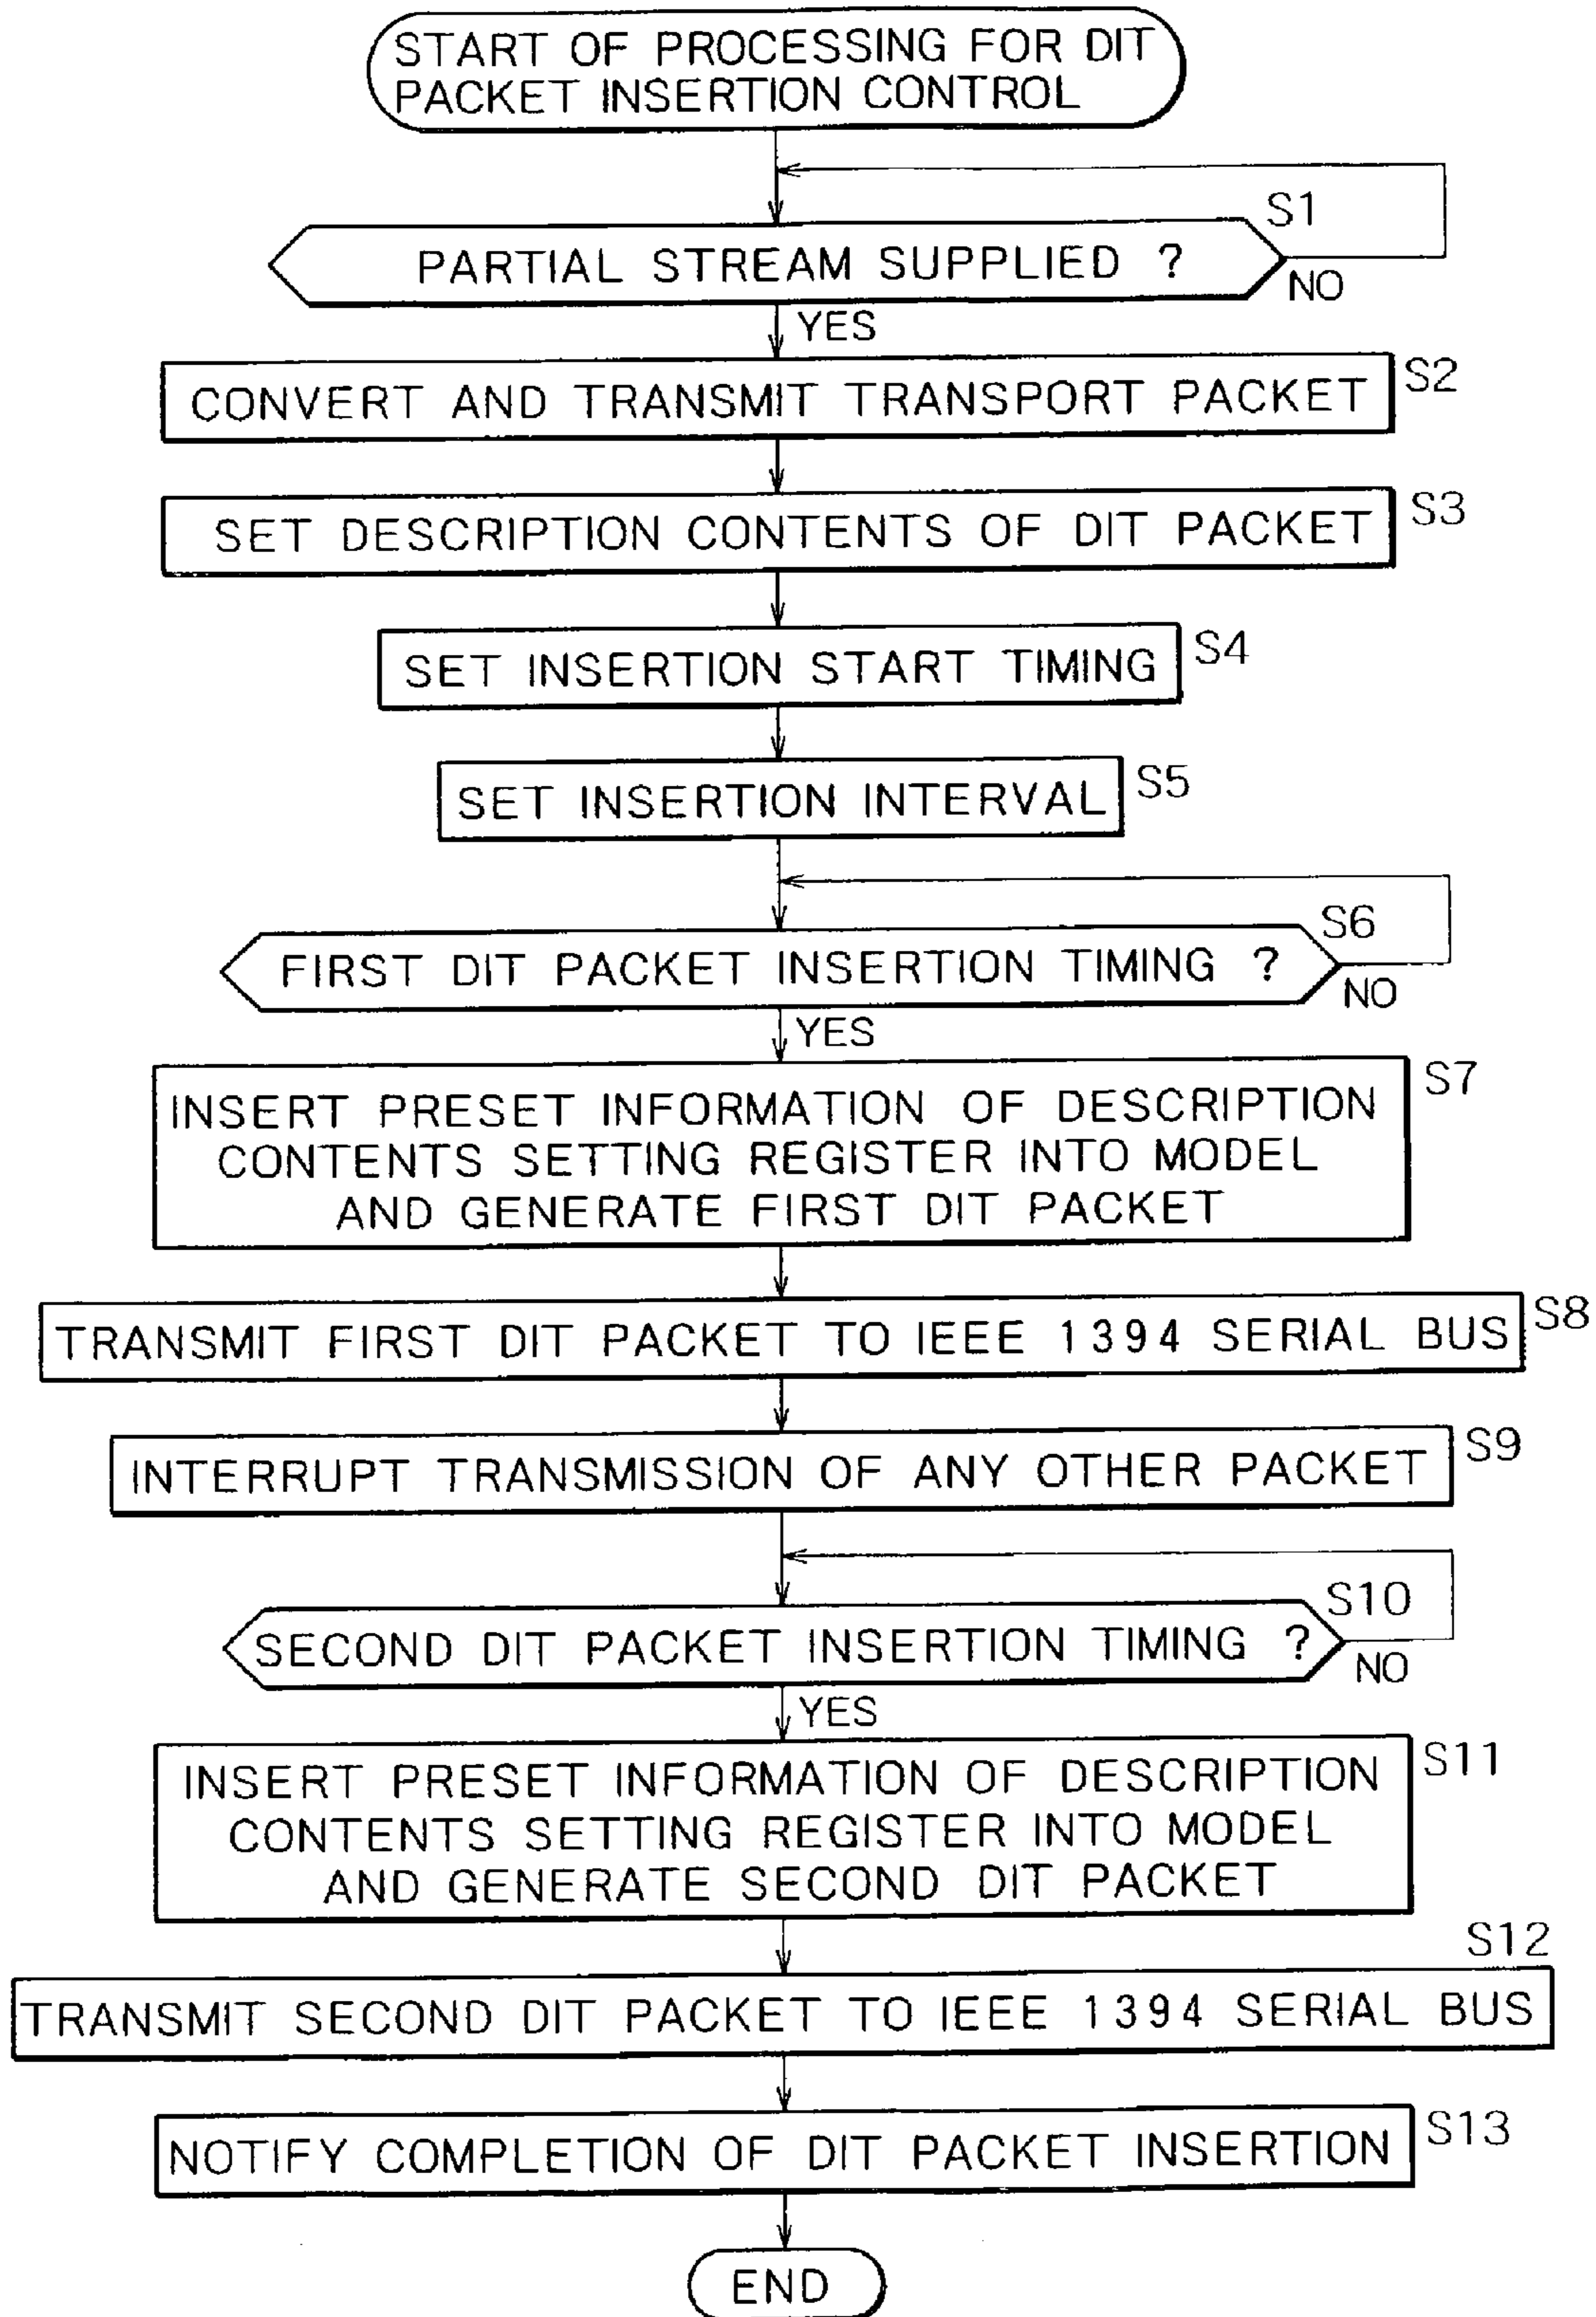 START OF PROCESSING FOR DIT
PACKET INSERTION CONTROL
S1
PARTIAL STREAM SUPPLIED ?
NO
YES
CONVERT AND TRANSMIT TRANSPORT PACKET
S2
SET DESCRIPTION CONTENTS OF DIT PACKET
S3
SET INSERTION START TIMING
S4
SET INSERTION INTERVAL
S5
S6
FIRST DIT PACKET INSERTION TIMING ?
NO
YES
S7
INSERT PRESET INFORMATION OF DESCRIPTION
CONTENTS SETTING REGISTER INTO MODEL
AND GENERATE FIRST DIT PACKET
TRANSMIT FIRST DIT PACKET TO IEEE 1394 SERIAL BUS
S8
INTERRUPT TRANSMISSION OF ANY OTHER PACKET
S9
S10
SECOND DIT PACKET INSERTION TIMING ?
NO
YES
S11
INSERT PRESET INFORMATION OF DESCRIPTION
CONTENTS SETTING REGISTER INTO MODEL
AND GENERATE SECOND DIT PACKET
S12
TRANSMIT SECOND DIT PACKET TO IEEE 1394 SERIAL BUS
NOTIFY COMPLETION OF DIT PACKET INSERTION
S13
END